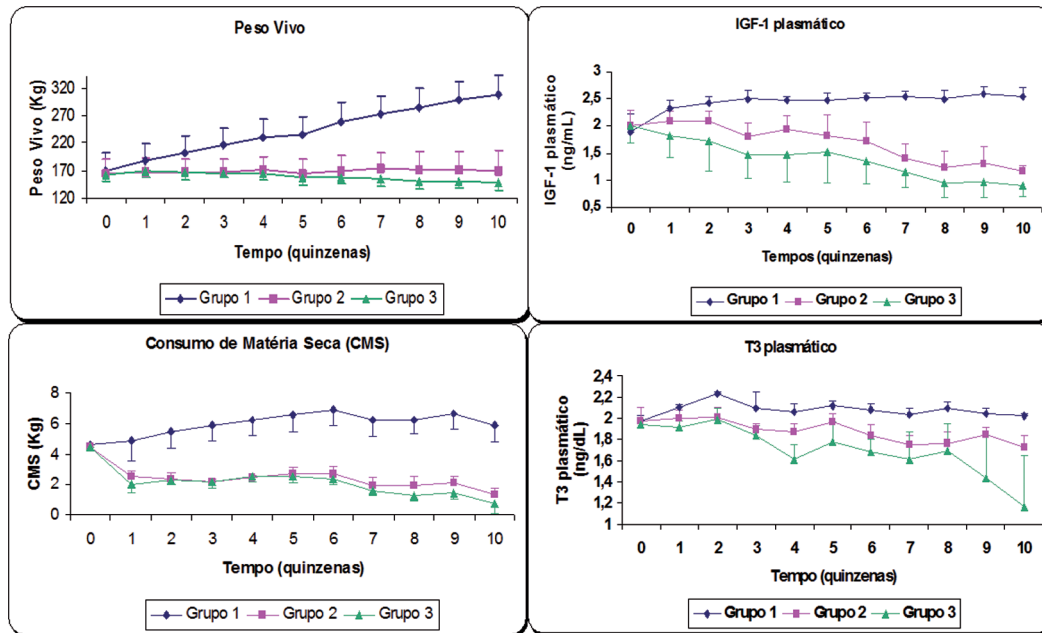 Peso Vivo
Peso Vivo (Kg)
320
270
220
170
120
0 1 2 3 4 5 6 7 8 9 10
Tempo (quinzenas)
Grupo 1 Grupo 2 Grupo 3
IGF-1 plasmático
IGF-1 plasmático
(ng/mL)
3
2,5
2
1,5
1
0,5
0 1 2 3 4 5 6 7 8 9 10
Tempos (quinzenas)
Grupo 1 Grupo 2 Grupo 3
Consumo de Matéria Seca (CMS)
CMS (Kg)
8
6
4
2
0
0 1 2 3 4 5 6 7 8 9 10
Tempo (quinzenas)
Grupo 1 Grupo 2 Grupo 3
T3 plasmático
T3 plasmático
(ng/dL)
2,4
2,2
2
1,8
1,6
1,4
1,2
1
0 1 2 3 4 5 6 7 8 9 10
Tempo (quinzenas)
Grupo 1 Grupo 2 Grupo 3